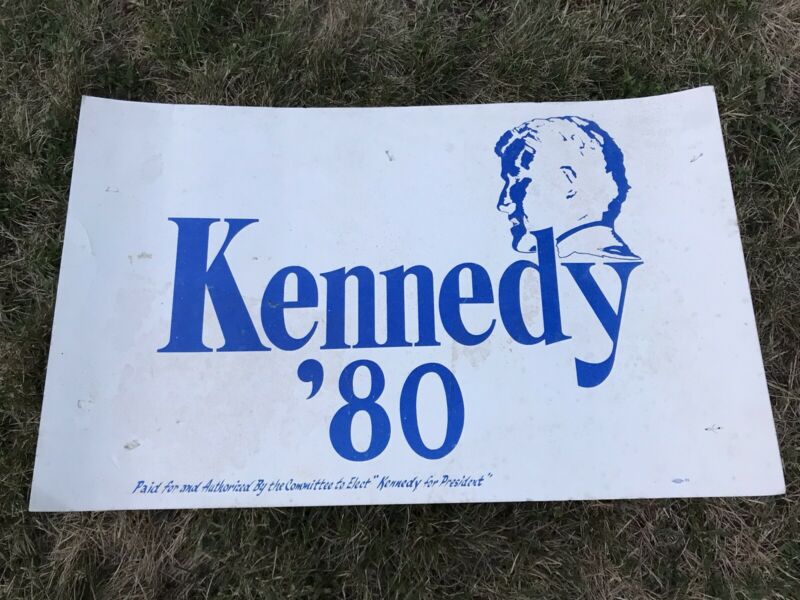 Kennedy
'80
Paid for and Authorized By the Committee to Elect "Kennedy for President"